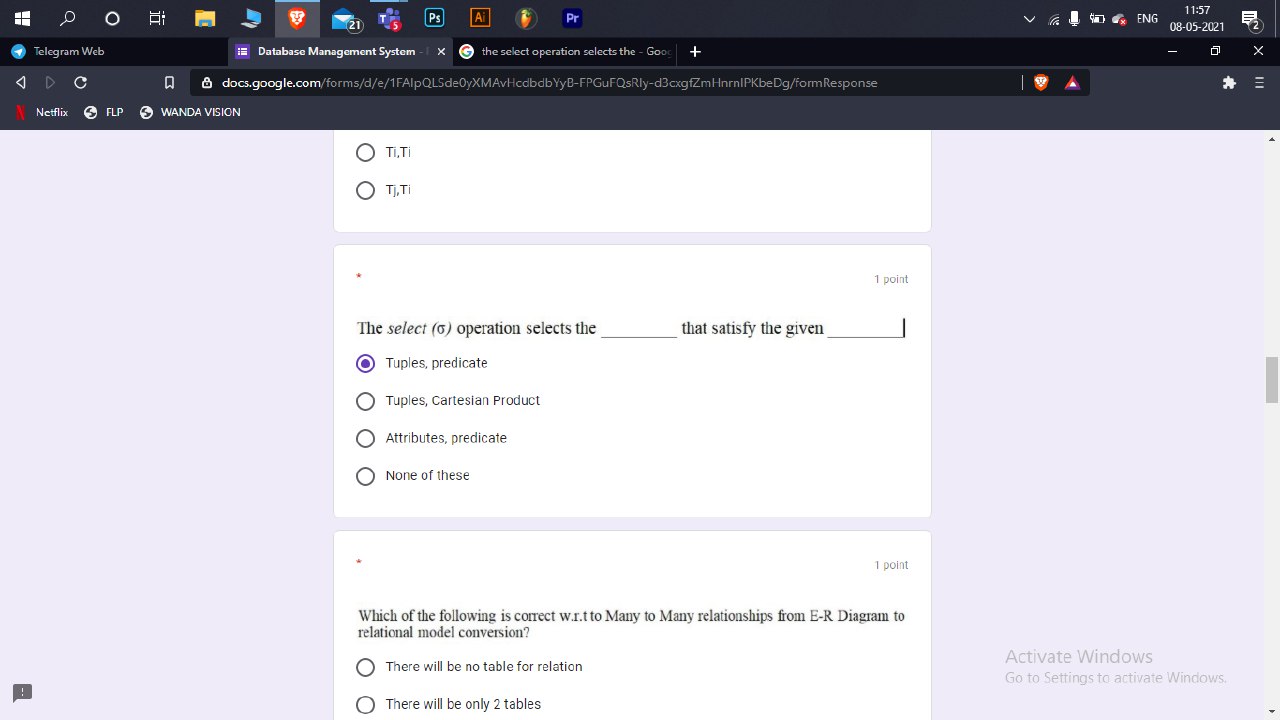 21
5
Ps
Ai
Pr
ENG
11:57
08-05-2021
2
Telegram Web
Database Management System -
the select operation selects the - Goo
docs.google.com/forms/d/e/1FAIpQLSde0yXMAvHcdbdbYyB-FPGuFQsRIy-d3cxgfZmHnrnIPKbeDg/formResponse
Netflix
FLP
WANDA VISION
Ti,Ti
Tj,Ti
*
1 point
The select (σ) operation selects the _________ that satisfy the given _________
Tuples, predicate
Tuples, Cartesian Product
Attributes, predicate
None of these
*
1 point
Which of the following is correct w.r.t to Many to Many relationships from E-R Diagram to
relational model conversion?
There will be no table for relation
There will be only 2 tables
Activate Windows
Go to Settings to activate Windows.